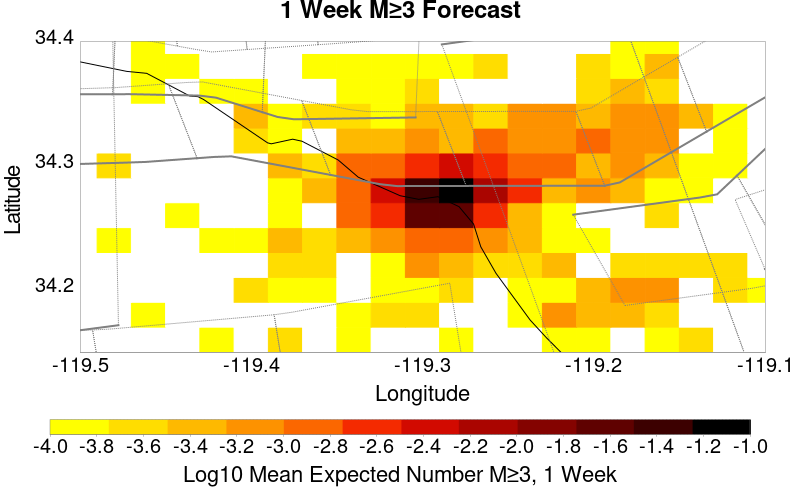 1 Week M≥3 Forecast
34.4
34.3
34.2
Latitude
-119.5 -119.4 -119.3 -119.2 -119.1
Longitude
-4.0 -3.8 -3.6 -3.4 -3.2 -3.0 -2.8 -2.6 -2.4 -2.2 -2.0 -1.8 -1.6 -1.4 -1.2 -1.0
Log10 Mean Expected Number M≥3, 1 Week